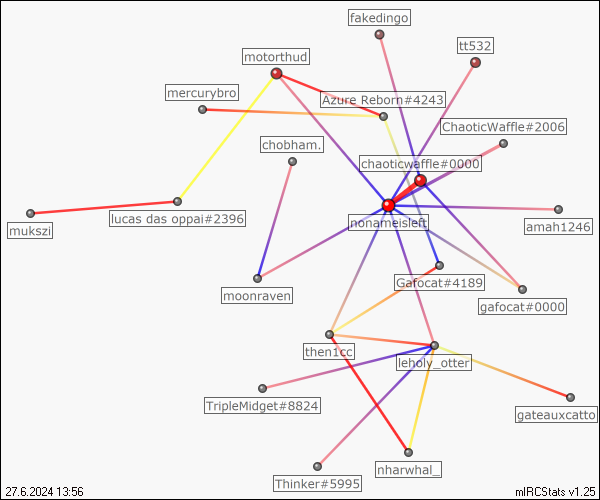 fakedingo
tt532
motorthud
mercurybro
Azure Reborn#4243
ChaoticWaffle#2006
chobham.
chaoticwaffle#0000
lucas das oppai#2396
mukszi
nonameisleft
amah1246
Gafocat#4189
moonraven
gafocat#0000
then1cc
leholy_otter
TripleMidget#8824
gateauxcatto
nharwhal_
Thinker#5995
27.6.2024 13:56
mIRCStats v1.25